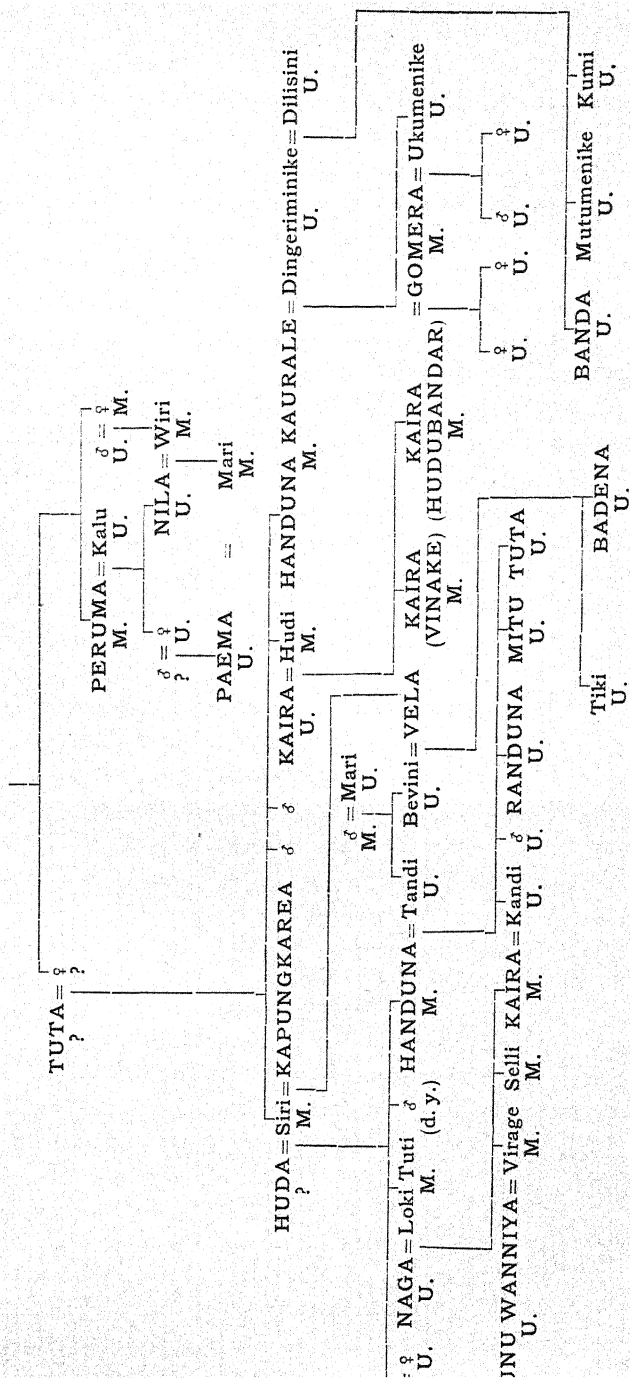 TUTA = ♀
? ?
PERUMA = Kalu ♂ = ♀
M. U. U. M.
♂ = ♀ NILA = Wiri
? U. U. M.
PAEMA = Mari
U. M.
HUDA = Siri = KAPUNGKAREA ♂ ♂ KAIRA = Hudi HANDUNA KAURALE = Dingeriminike = Dilisini
? M. U. M. M. U. U.
♂ = Mari
M. U.
♀ NAGA = Loki Tuti ♂ HANDUNA = Tandi Bevini = VELA KAIRA KAIRA = GOMERA = Ukumenike
U. U. M. (d. y.) M. U. U. (VINAKE) (HUDUBANDAR) M. U.
M. M.
UNU WANNIYA = Virage Selli KAIRA = Kandi ♂ RANDUNA MITU TUTA ♀ ♀ ♂ ♀
U. M. M. M. U. U. U. U. U. U. U. U. U.
Tiki BADENA BANDA Mutumenike Kumi
U. U. U. U. U.